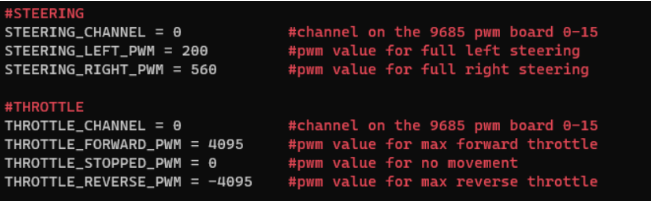 #STEERING
STEERING_CHANNEL = 0 #channel on the 9685 pwm board 0-15
STEERING_LEFT_PWM = 200 #pwm value for full left steering
STEERING_RIGHT_PWM = 560 #pwm value for full right steering
#THROTTLE
THROTTLE_CHANNEL = 0 #channel on the 9685 pwm board 0-15
THROTTLE_FORWARD_PWM = 4095 #pwm value for max forward throttle
THROTTLE_STOPPED_PWM = 0 #pwm value for no movement
THROTTLE_REVERSE_PWM = -4095 #pwm value for max reverse throttle